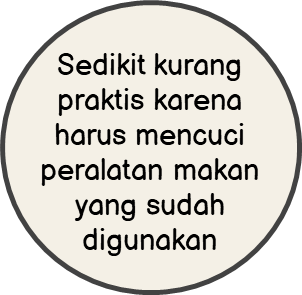 Sedikit kurang
praktis karena
harus mencuci
peralatan makan
yang sudah
digunakan